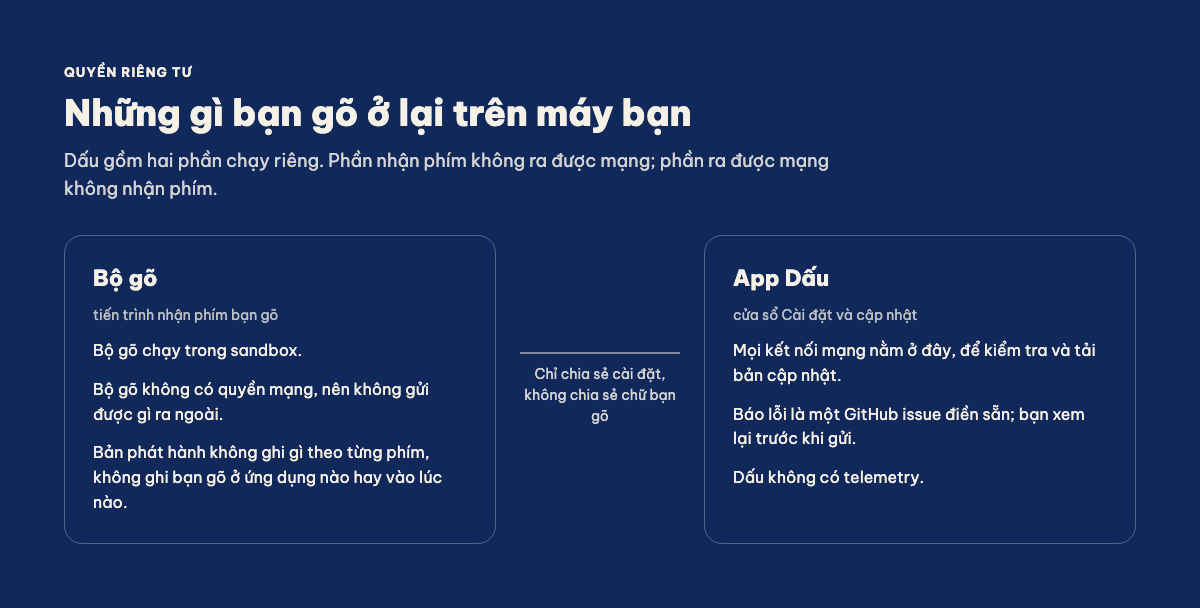 QUYỀN RIÊNG TƯ
Những gì bạn gõ ở lại trên máy bạn
Dấu gồm hai phần chạy riêng. Phần nhận phím không ra được mạng; phần ra được mạng
không nhận phím.
Bộ gõ
tiến trình nhận phím bạn gõ
Bộ gõ chạy trong sandbox.
Bộ gõ không có quyền mạng, nên không gửi
được gì ra ngoài.
Bản phát hành không ghi gì theo từng phím,
không ghi bạn gõ ở ứng dụng nào hay vào lúc
nào.
Chỉ chia sẻ cài đặt,
không chia sẻ chữ bạn
gõ
App Dấu
cửa sổ Cài đặt và cập nhật
Mọi kết nối mạng nằm ở đây, để kiểm tra và tải
bản cập nhật.
Báo lỗi là một GitHub issue điền sẵn; bạn xem
lại trước khi gửi.
Dấu không có telemetry.